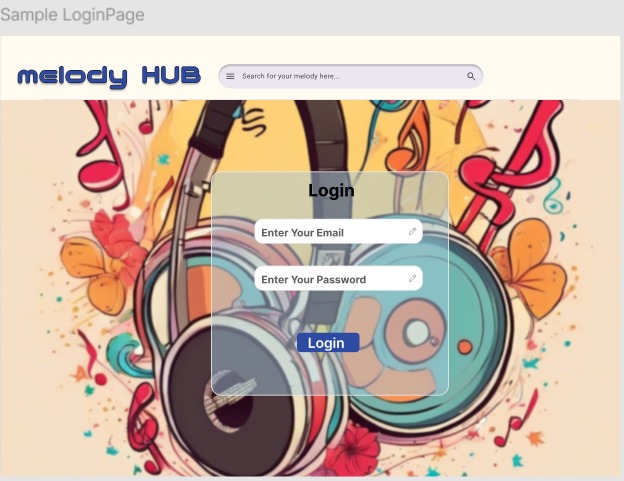 Sample LoginPage
melody HUB
Search for your melody here...
Login
Enter Your Email
Enter Your Password
Login